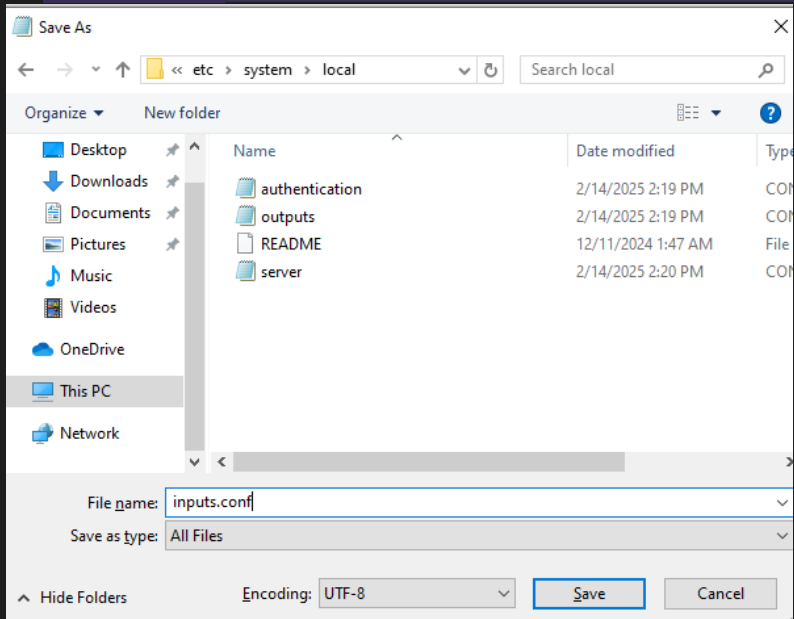 Save As
« etc › system › local
Search local
Organize
New folder
Name
Date modified
Type
Desktop
Downloads
Documents
Pictures
Music
Videos
OneDrive
This PC
Network
authentication 2/14/2025 2:19 PM CON
outputs 2/14/2025 2:19 PM CON
README 12/11/2024 1:47 AM File
server 2/14/2025 2:20 PM CON
File name: inputs.conf
Save as type: All Files
Hide Folders
Encoding: UTF-8
Save
Cancel